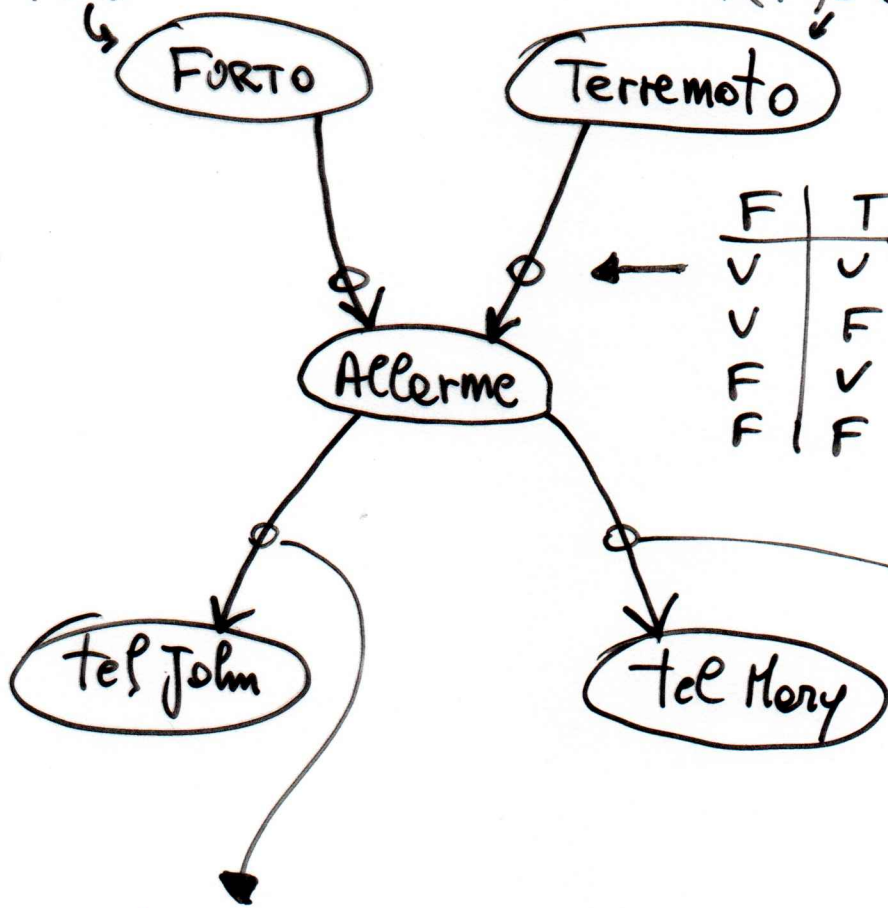 FURTO
Terremoto
F T
V V
V F
F V
F F
Allarme
tel John
tel Mary